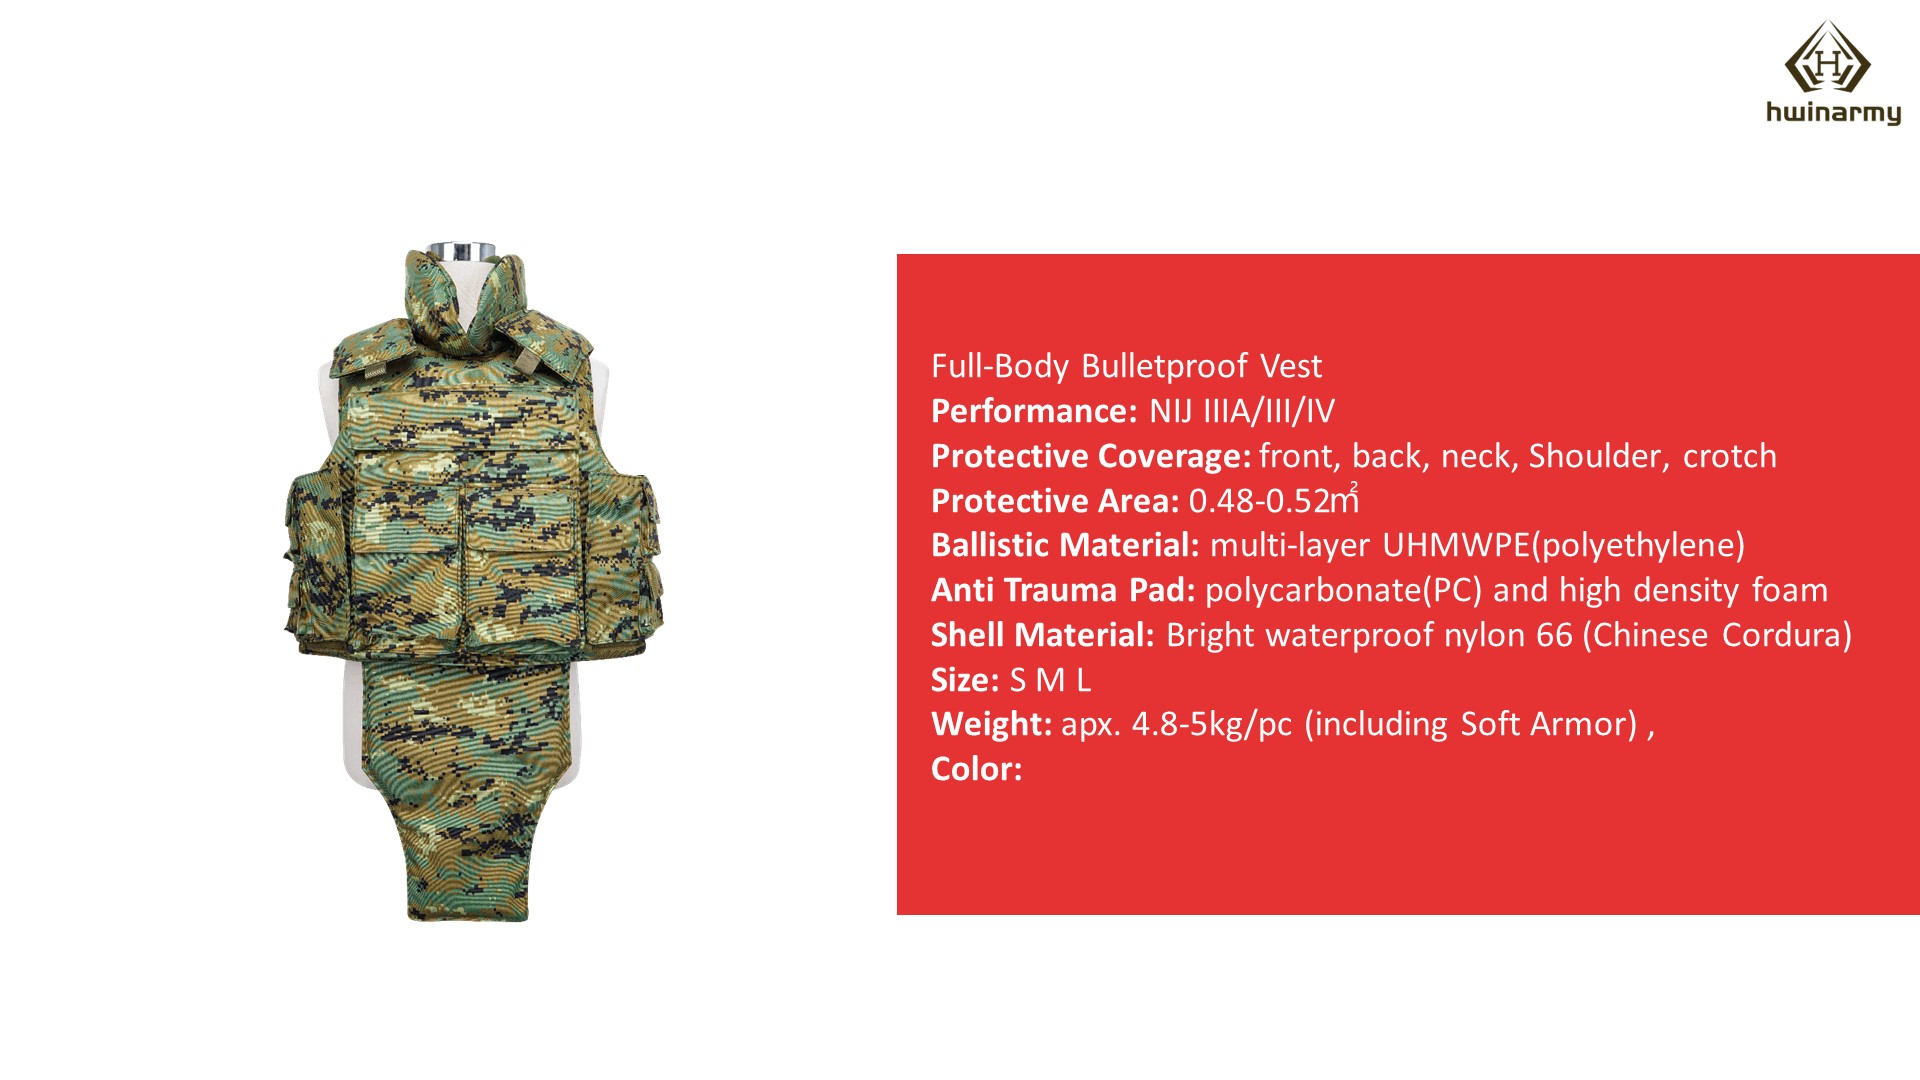 H
hwinarmy
Full-Body Bulletproof Vest
Performance: NIJ IIIA/III/IV
Protective Coverage: front, back, neck, Shoulder, crotch
Protective Area: 0.48-0.52㎡
Ballistic Material: multi-layer UHMWPE(polyethylene)
Anti Trauma Pad: polycarbonate(PC) and high density foam
Shell Material: Bright waterproof nylon 66 (Chinese Cordura)
Size: S M L
Weight: apx. 4.8-5kg/pc (including Soft Armor) ,
Color: